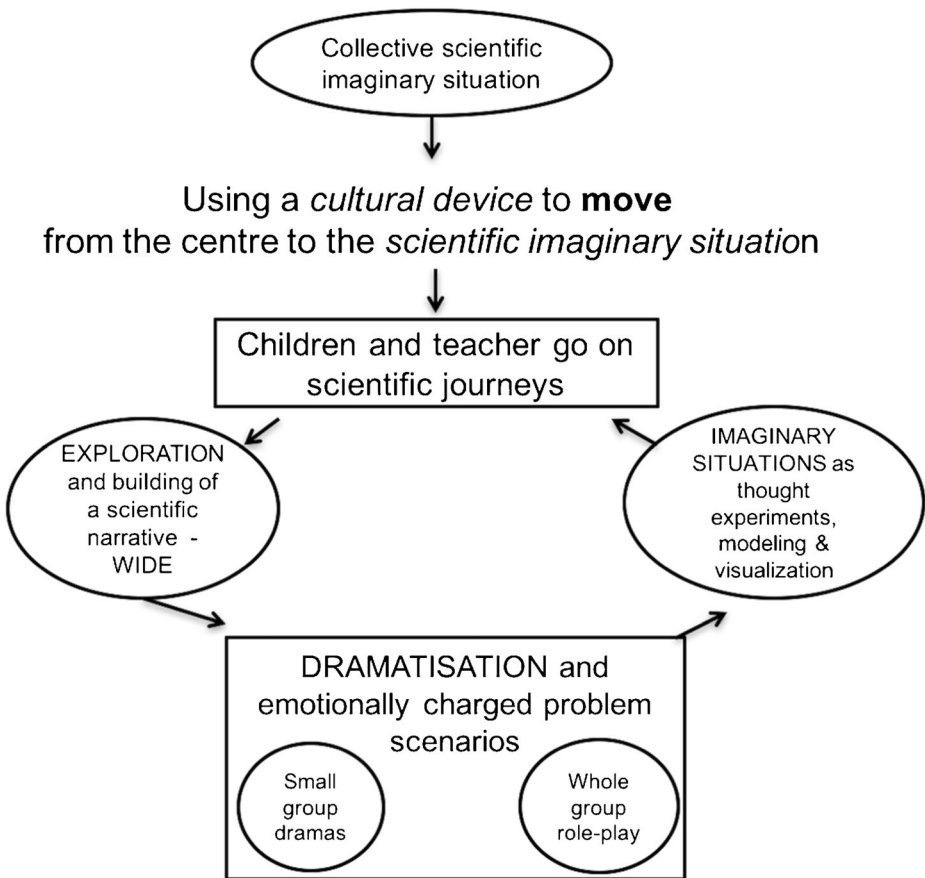 Collective scientific
imaginary situation
Using a cultural device to move
from the centre to the scientific imaginary situation
Children and teacher go on
scientific journeys
EXPLORATION
and building of
a scientific
narrative -
WIDE
IMAGINARY
SITUATIONS as
thought
experiments,
modeling &
visualization
DRAMATISATION and
emotionally charged problem
scenarios
Small
group
dramas
Whole
group
role-play